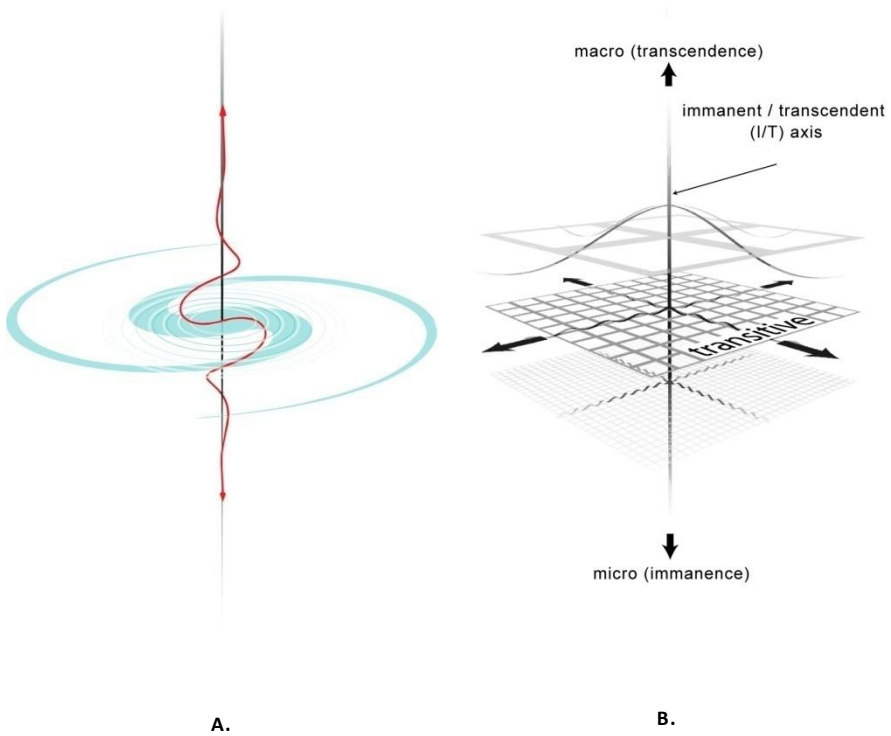 macro (transcendence)
immanent / transcendent
(I/T) axis
transitive
micro (immanence)
A.
B.